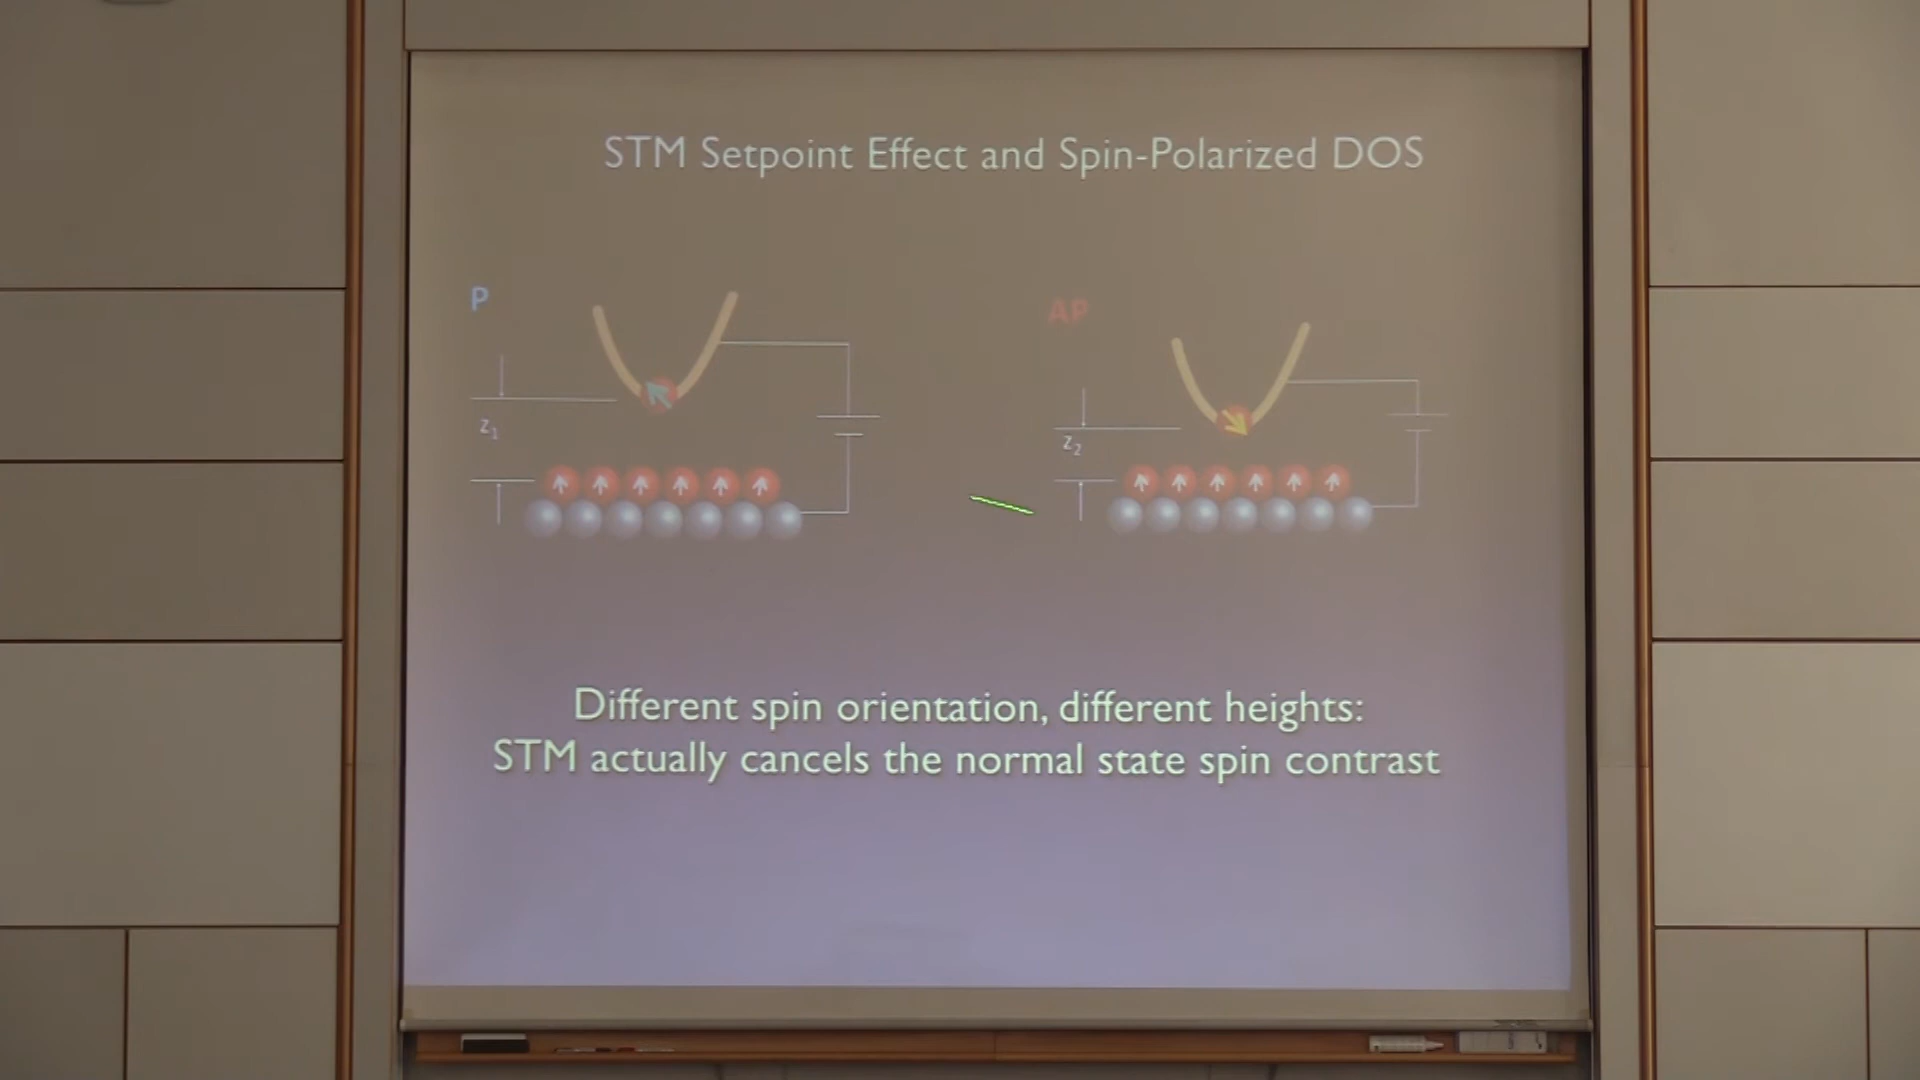 STM Setpoint Effect and Spin-Polarized DOS
P
AP
z1
z2
Different spin orientation, different heights:
STM actually cancels the normal state spin contrast